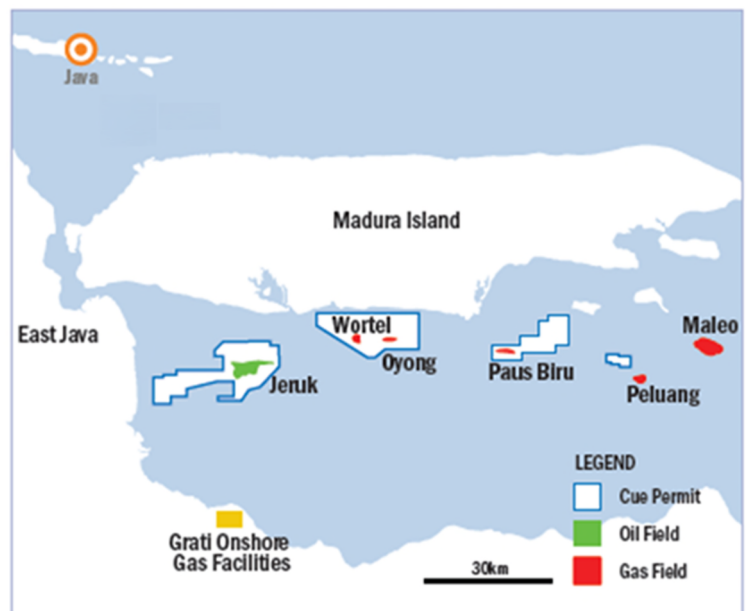 Java
Madura Island
East Java
Wortel
Oyong
Maleo
Jeruk
Paus Biru
Peluang
LEGEND
Cue Permit
Oil Field
Gas Field
Grati Onshore
Gas Facilities
30km